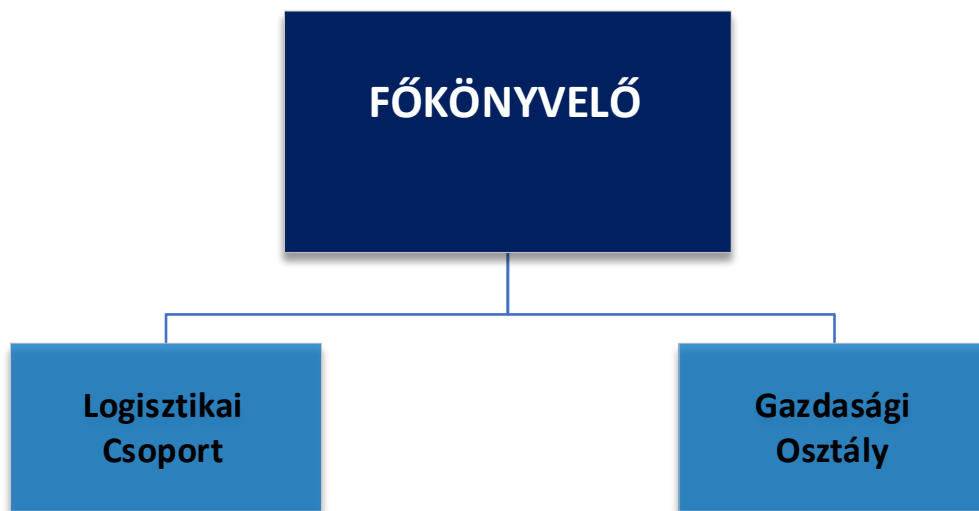 FŐKÖNYVELŐ
Logisztikai
Csoport
Gazdasági
Osztály